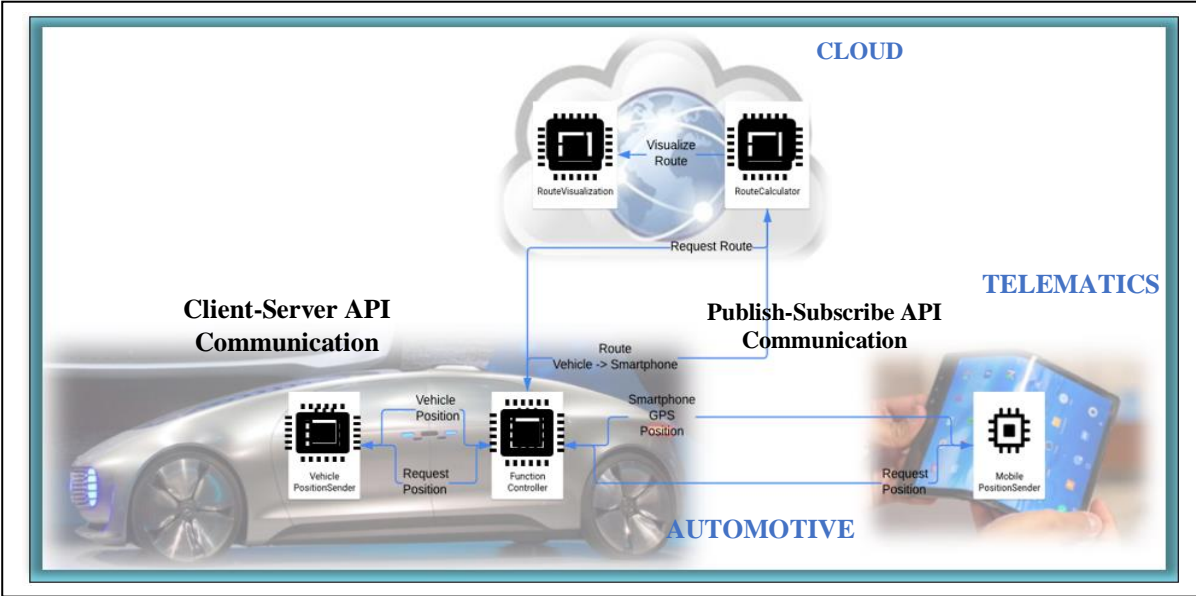 CLOUD
Visualize
Route
RouteVisualization
RouteCalculator
Request Route
TELEMATICS
Client-Server API
Communication
Publish-Subscribe API
Communication
Route
Vehicle -> Smartphone
Vehicle
Position
Smartphone
GPS
Position
Request
Position
Vehicle
PositionSender
Function
Controller
Request
Position
Mobile
PositionSender
AUTOMOTIVE